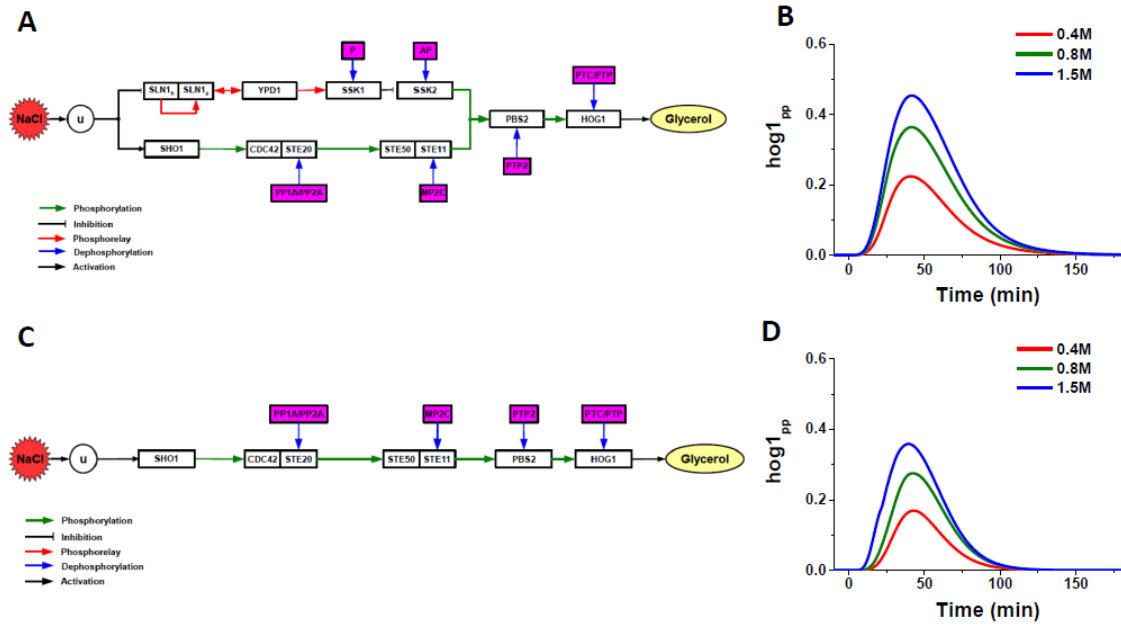 A
P
AP
PTC/PTP
NaCl
u
SLN1h
SLN1a
YPD1
SSK1
SSK2
PBS2
HOG1
Glycerol
SHO1
CDC42
STE20
STE50
STE11
PTP2
PP1A/PP2A
MP2C
Phosphorylation
Inhibition
Phosphorelay
Dephosphorylation
Activation
B
0.4M
0.8M
1.5M
hog1pp
0.6
0.4
0.2
0.0
0
50
100
150
Time (min)
C
PP1A/PP2A
MP2C
PTP2
PTC/PTP
NaCl
u
SHO1
CDC42
STE20
STE50
STE11
PBS2
HOG1
Glycerol
Phosphorylation
Inhibition
Phosphorelay
Dephosphorylation
Activation
D
0.4M
0.8M
1.5M
hog1pp
0.6
0.4
0.2
0.0
0
50
100
150
Time (min)